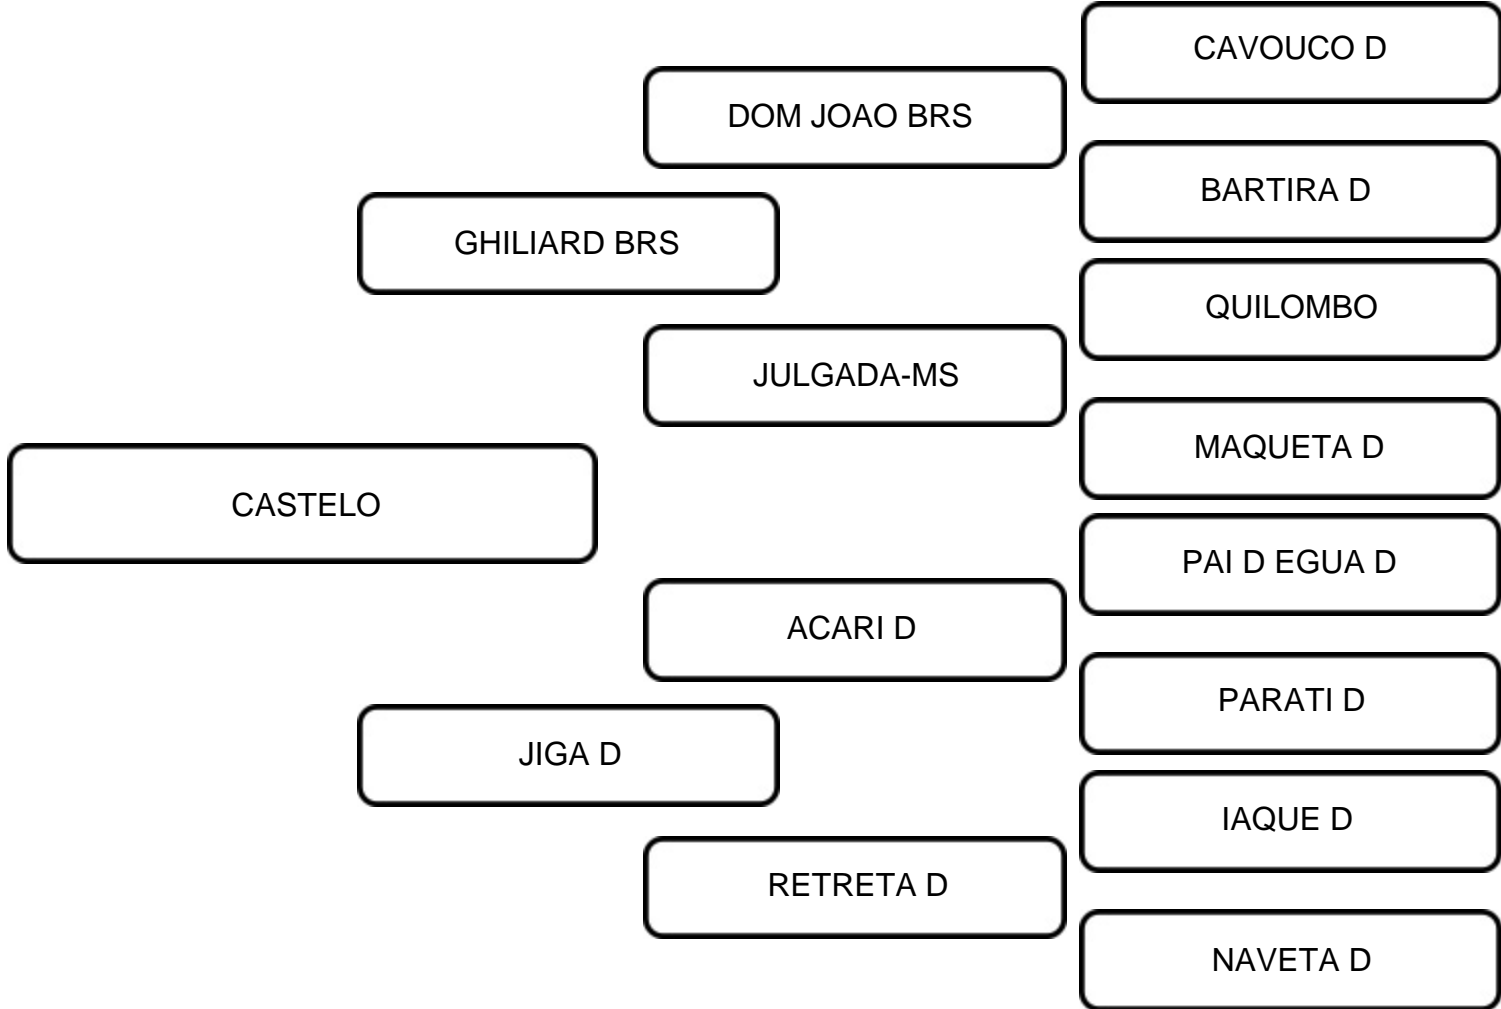 CAVOUCO D
DOM JOAO BRS
BARTIRA D
GHILIARD BRS
QUILOMBO
JULGADA-MS
MAQUETA D
CASTELO
PAI D EGUA D
ACARI D
PARATI D
JIGA D
IAQUE D
RETRETA D
NAVETA D